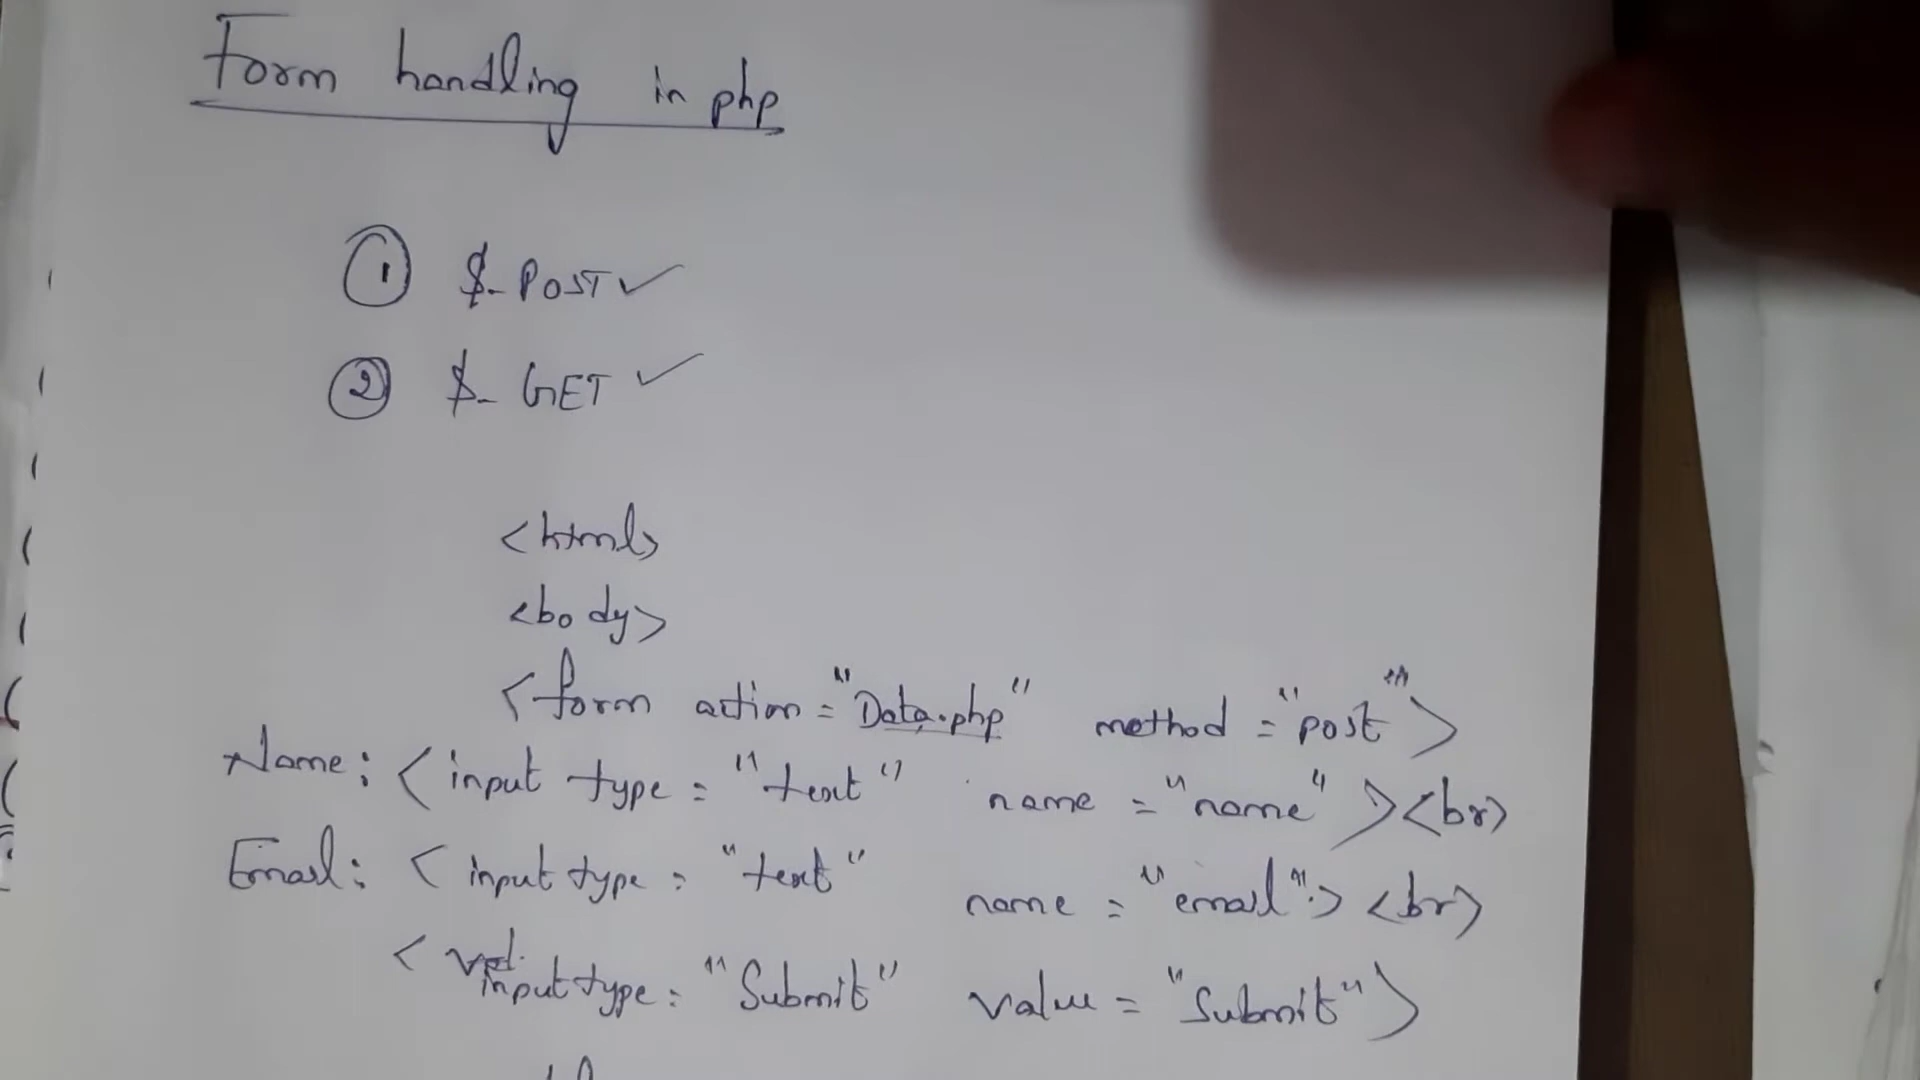 Form handling in php
① $_POST ✓
② $_GET ✓
<html>
<body>
<form action="Data.php" method="post">
Name: <input type="text" name="name"><br>
Email: <input type="text" name="email"><br>
<input type="Submit" value="Submit">